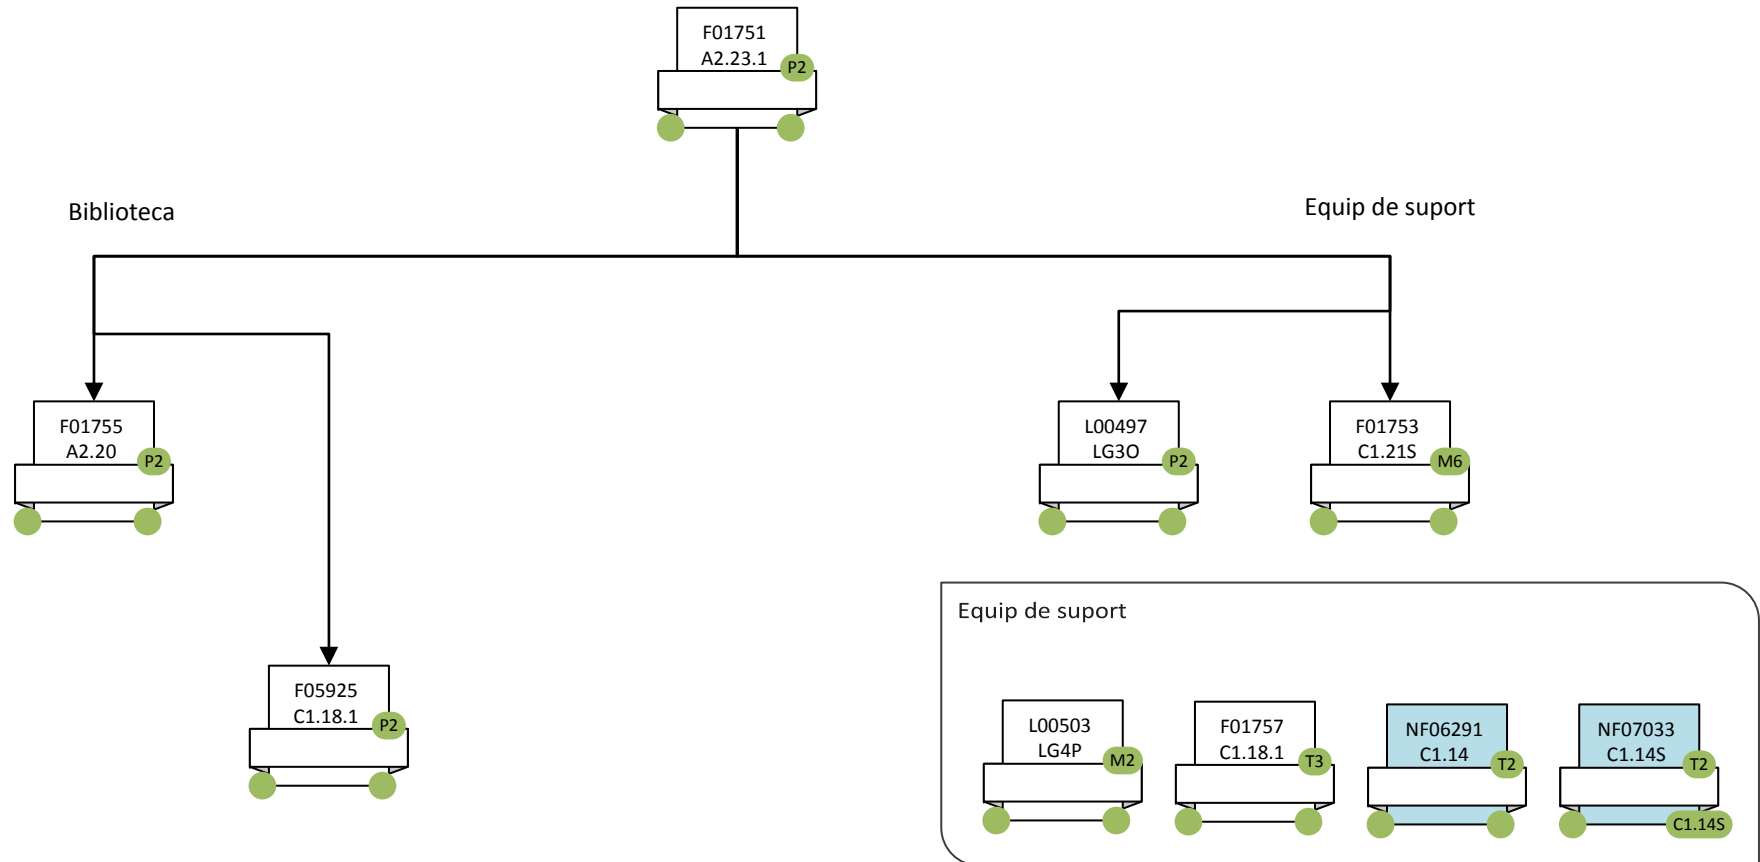 F01751
A2.23.1
P2
Biblioteca
Equip de suport
F01755
A2.20
P2
L00497
LG3O
P2
F01753
C1.21S
M6
F05925
C1.18.1
P2
Equip de suport
L00503
LG4P
M2
F01757
C1.18.1
T3
NF06291
C1.14
T2
NF07033
C1.14S
T2
C1.14S